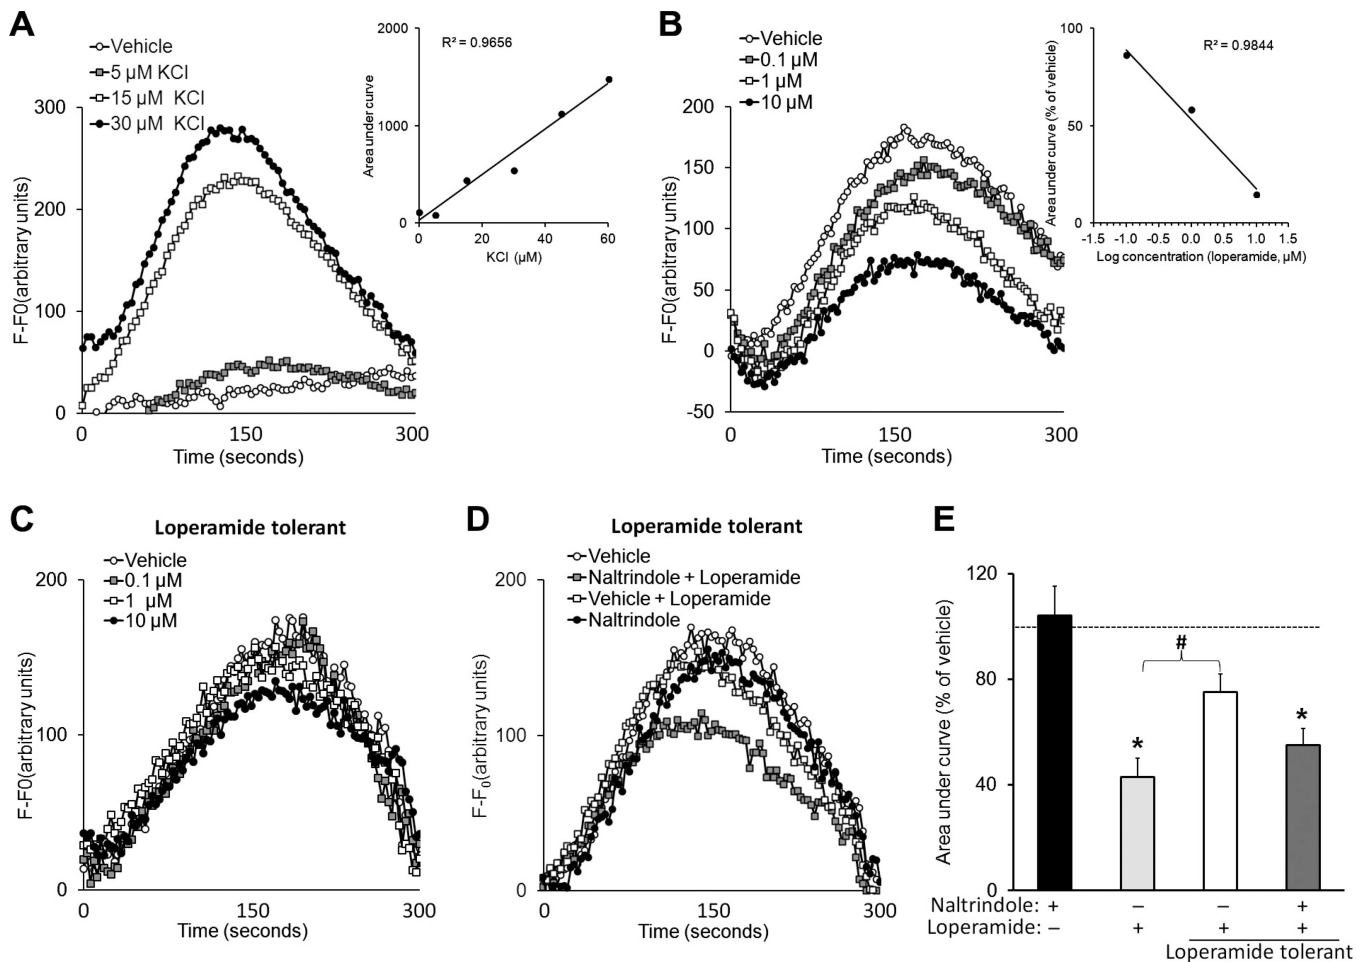 A
Vehicle
5 µM KCl
15 µM KCl
30 µM KCl
F-F0(arbitrary units)
300
200
100
0
0
150
300
Time (seconds)
R² = 0.9656
Area under curve
2000
1000
0
0
20
40
60
KCl (µM)
B
Vehicle
0.1 µM
1 µM
10 µM
F-F0(arbitrary units)
200
150
100
50
0
-50
0
150
300
Time (seconds)
R² = 0.9844
Area under curve (% of vehicle)
100
50
0
-1.5
-1.0
-0.5
0.0
0.5
1.0
1.5
Log concentration (loperamide, µM)
C
Loperamide tolerant
Vehicle
0.1 µM
1 µM
10 µM
F-F0(arbitrary units)
200
100
0
0
150
300
Time (seconds)
D
Loperamide tolerant
Vehicle
Naltrindole + Loperamide
Vehicle + Loperamide
Naltrindole
F-F₀(arbitrary units)
200
100
0
0
150
300
Time (seconds)
E
Area under curve (% of vehicle)
120
80
40
0
*
#
*
Naltrindole: + – – +
Loperamide: – + + +
Loperamide tolerant